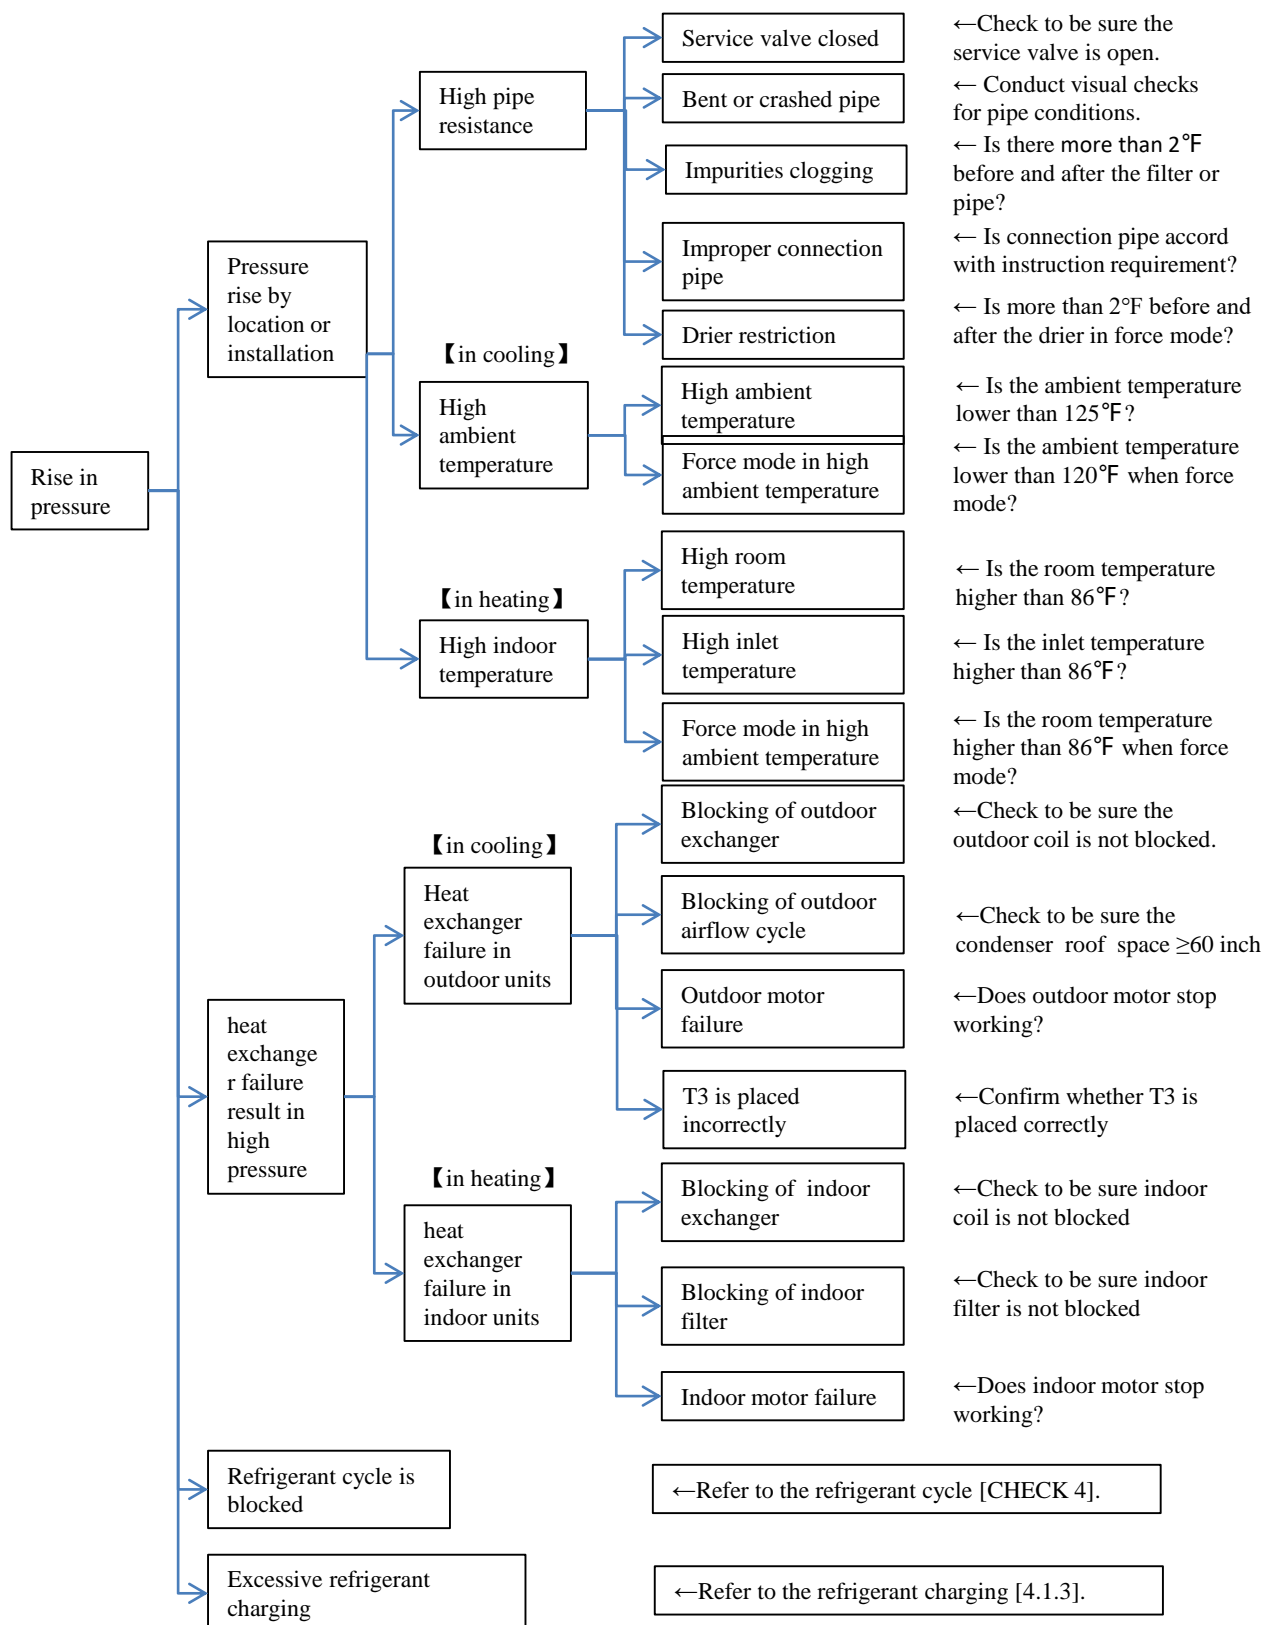 Service valve closed
←Check to be sure the
service valve is open.
High pipe
resistance
Bent or crashed pipe
← Conduct visual checks
for pipe conditions.
Impurities clogging
← Is there more than 2℉
before and after the filter or
pipe?
Improper connection
pipe
← Is connection pipe accord
with instruction requirement?
Drier restriction
← Is more than 2°F before and
after the drier in force mode?
Pressure
rise by
location or
installation
【in cooling】
High
ambient
temperature
High ambient
temperature
← Is the ambient temperature
lower than 125℉?
Force mode in high
ambient temperature
← Is the ambient temperature
lower than 120℉ when force
mode?
Rise in
pressure
【in heating】
High indoor
temperature
High room
temperature
← Is the room temperature
higher than 86℉?
High inlet
temperature
← Is the inlet temperature
higher than 86℉?
Force mode in high
ambient temperature
← Is the room temperature
higher than 86℉ when force
mode?
【in cooling】
Heat
exchanger
failure in
outdoor units
Blocking of outdoor
exchanger
←Check to be sure the
outdoor coil is not blocked.
Blocking of outdoor
airflow cycle
←Check to be sure the
condenser roof space ≥60 inch
Outdoor motor
failure
←Does outdoor motor stop
working?
T3 is placed
incorrectly
←Confirm whether T3 is
placed correctly
heat
exchange
r failure
result in
high
pressure
【in heating】
heat
exchanger
failure in
indoor units
Blocking of indoor
exchanger
←Check to be sure indoor
coil is not blocked
Blocking of indoor
filter
←Check to be sure indoor
filter is not blocked
Indoor motor failure
←Does indoor motor stop
working?
Refrigerant cycle is
blocked
←Refer to the refrigerant cycle [CHECK 4].
Excessive refrigerant
charging
←Refer to the refrigerant charging [4.1.3].